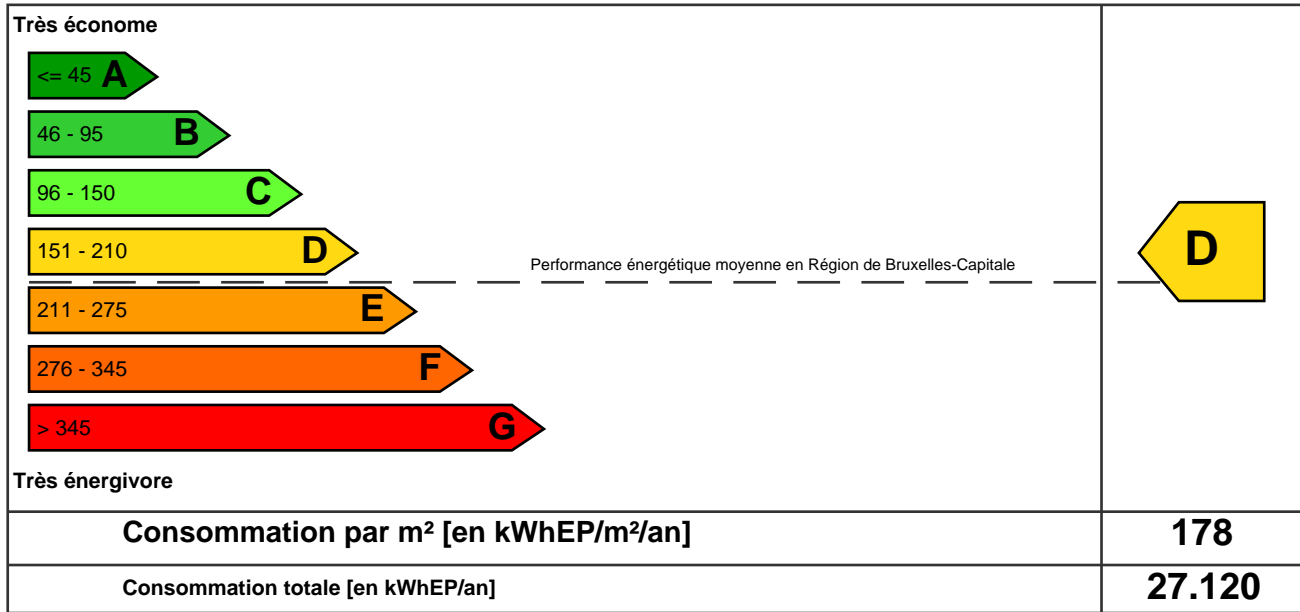 Très économe
<= 45 A
46 - 95 B
96 - 150 C
151 - 210 D
Performance énergétique moyenne en Région de Bruxelles-Capitale
D
211 - 275 E
276 - 345 F
> 345 G
Très énergivore
Consommation par m² [en kWhEP/m²/an] 178
Consommation totale [en kWhEP/an] 27.120